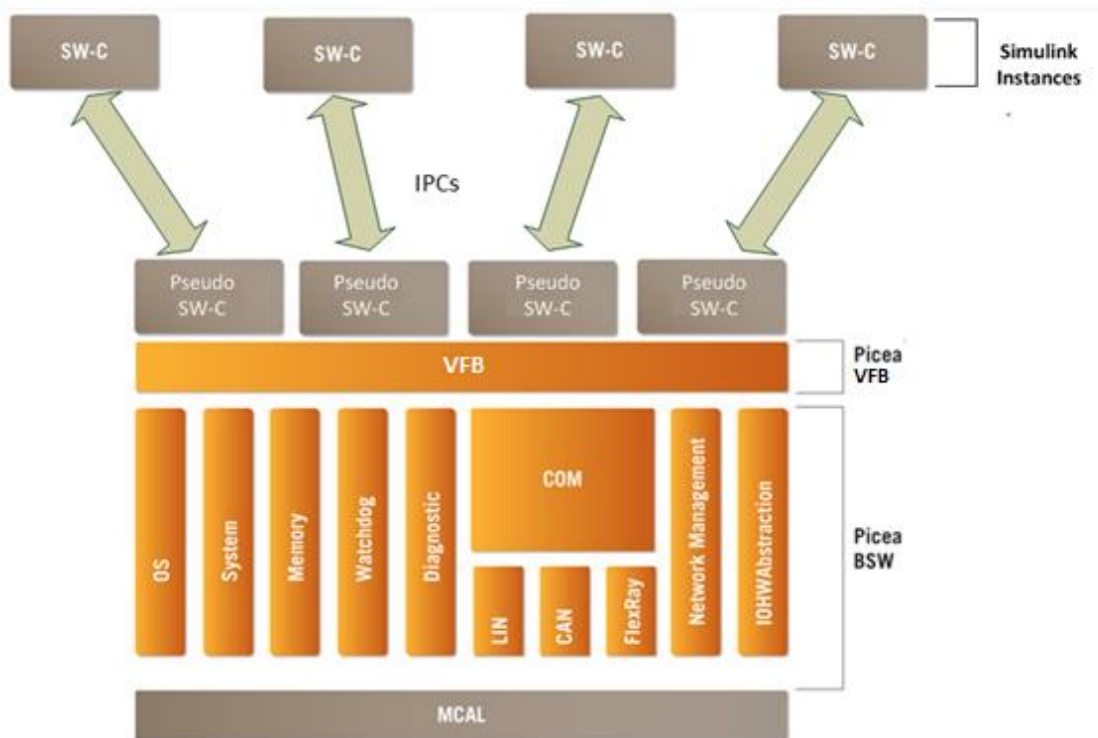 SW-C
SW-C
SW-C
SW-C
Simulink
Instances
IPCs
Pseudo
SW-C
Pseudo
SW-C
Pseudo
SW-C
Pseudo
SW-C
VFB
Picea
VFB
OS
System
Memory
Watchdog
Diagnostic
COM
LIN
CAN
FlexRay
Network Management
IOHWAbstraction
Picea
BSW
MCAL